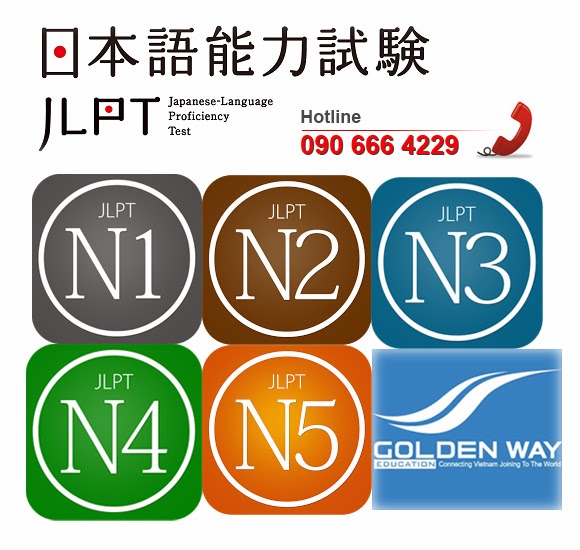 日本語能力試験
JLPT
Japanese-Language
Proficiency
Test
Hotline
090 666 4229
JLPT
N1
JLPT
N2
JLPT
N3
JLPT
N4
JLPT
N5
GOLDEN WAY
EDUCATION Connecting Vietnam Joining To The World